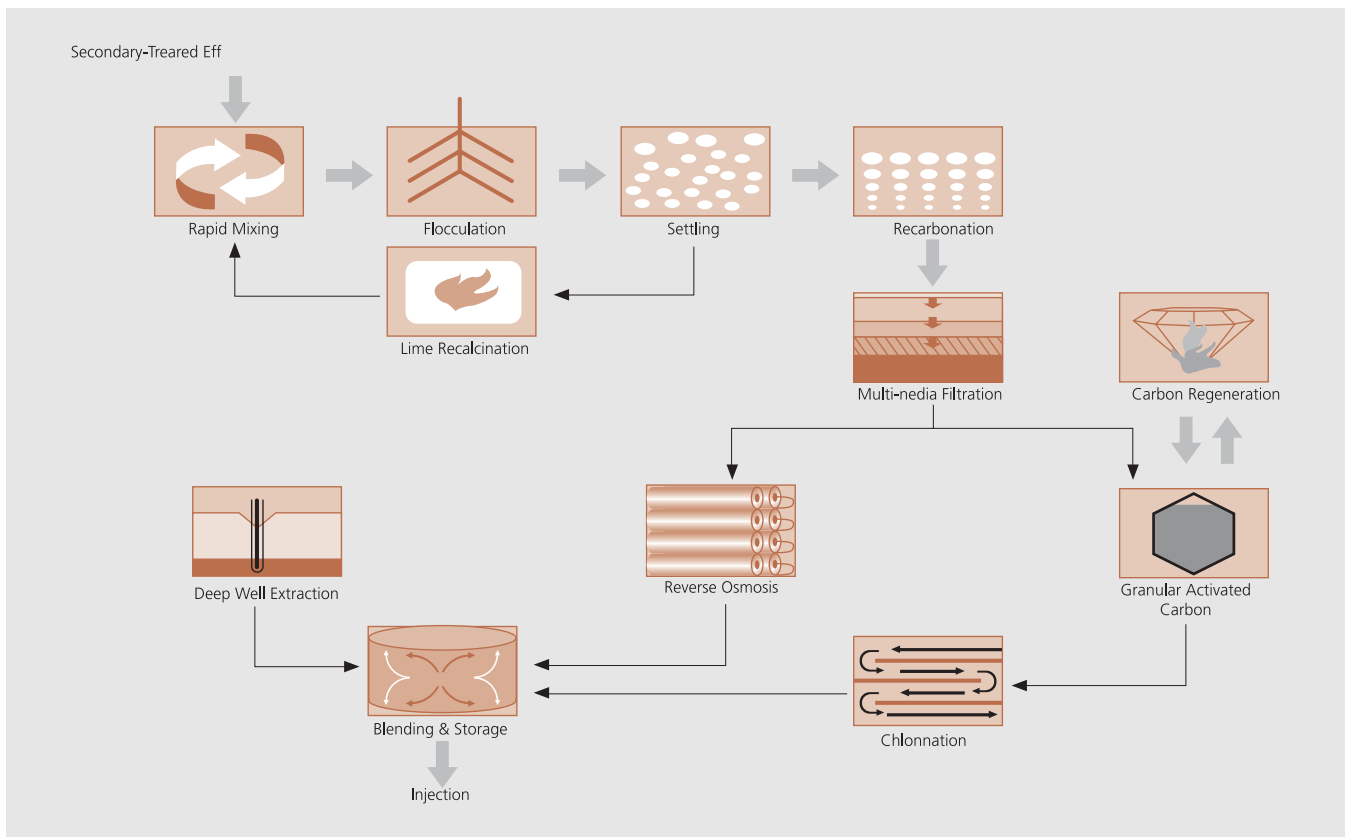 Secondary-Treared Eff
Rapid Mixing
Flocculation
Settling
Recarbonation
Lime Recalcination
Multi-nedia Filtration
Carbon Regeneration
Deep Well Extraction
Reverse Osmosis
Granular Activated
Carbon
Blending & Storage
Chlonnation
Injection